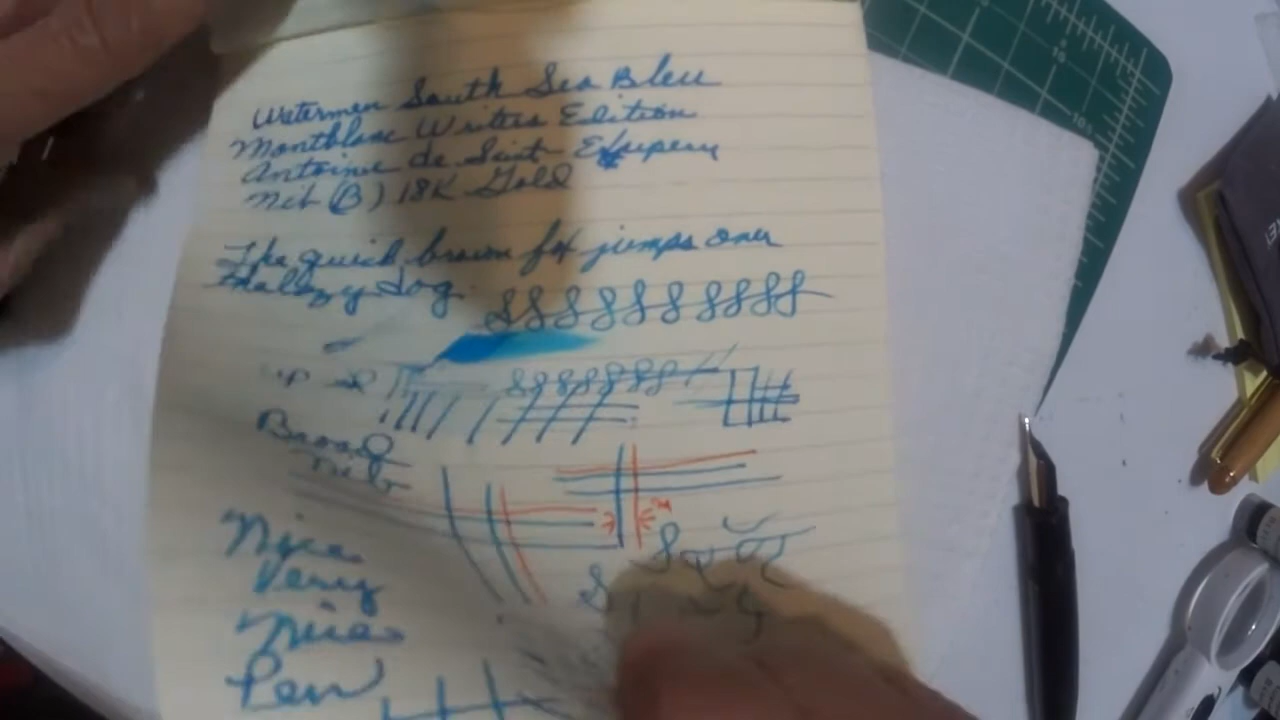 Watermen South Sea Bleu
Montblanc Writers Edition
Antoine de Saint Exupery
Nib (B) 18K Gold
The quick brown fox jumps over
the lazy dog
Broad
nib
Nice
Very
Nice
Pen